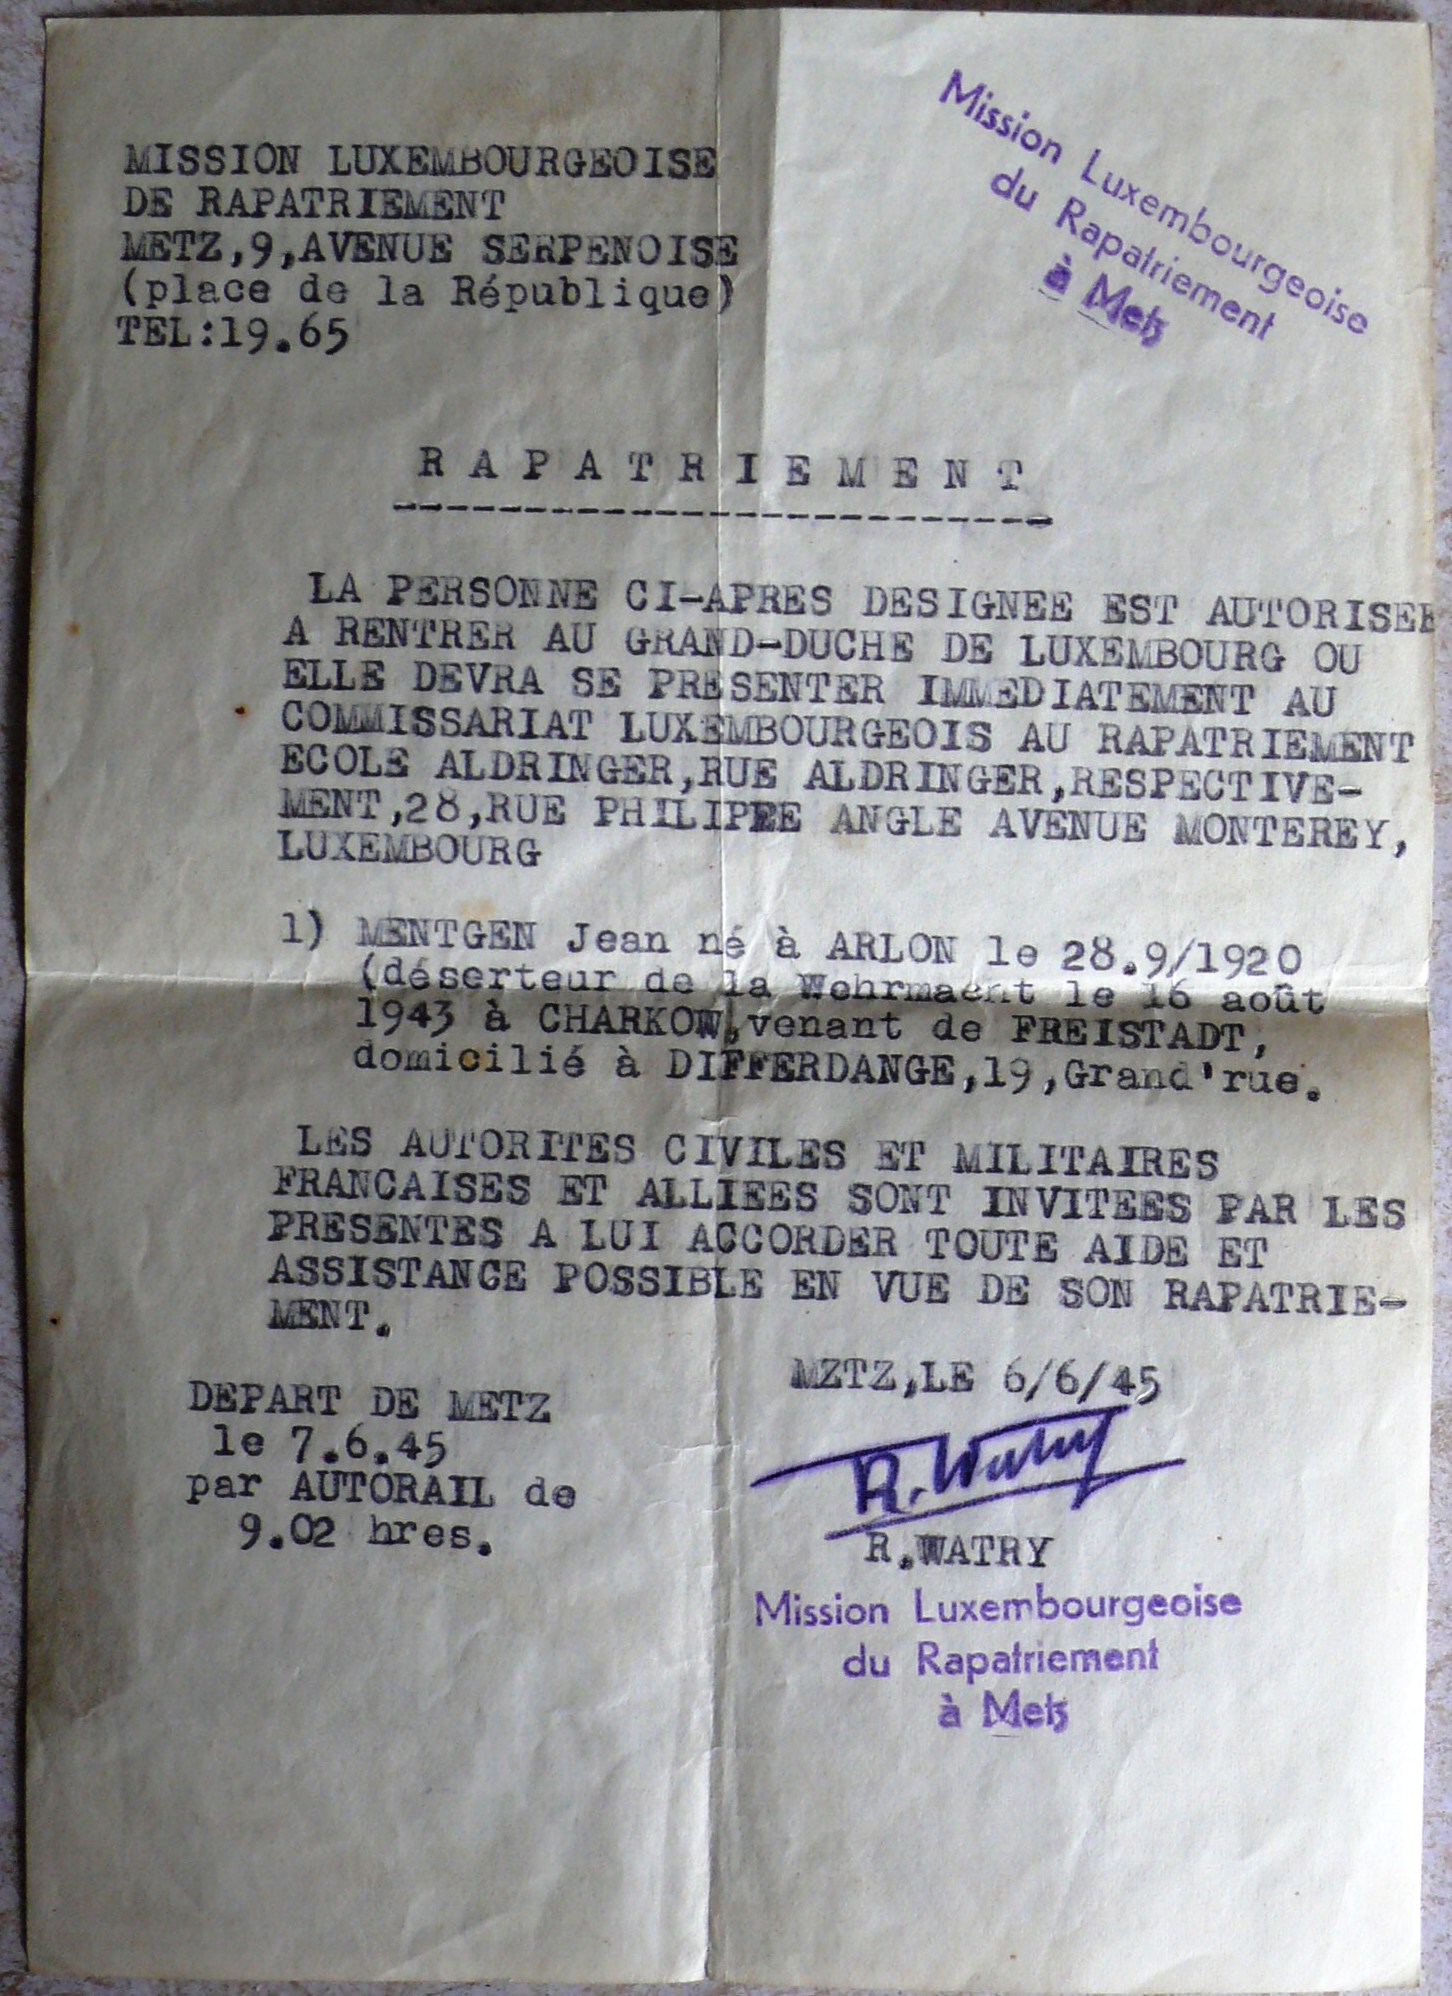 MISSION LUXEMBOURGEOISE
DE RAPATRIEMENT
METZ,9,AVENUE SERPENOISE
(place de la République)
TEL:19.65
Mission Luxembourgeoise
du Rapatriement
à Metz
RAPATRIEMENT
-------------------------
LA PERSONNE CI-APRES DESIGNEE EST AUTORISEE
A RENTRER AU GRAND-DUCHE DE LUXEMBOURG OU
ELLE DEVRA SE PRESENTER IMMEDIATEMENT AU
COMMISSARIAT LUXEMBOURGEOIS AU RAPATRIEMENT
ECOLE ALDRINGER,RUE ALDRINGER,RESPECTIVE-
MENT,28,RUE PHILIPPE ANGLE AVENUE MONTEREY,
LUXEMBOURG
1) MENTGEN Jean né à ARLON le 28.9/1920
(déserteur de la Wehrmacht le 16 août
1943 à CHARKOW,venant de FREISTADT,
domicilié à DIFFERDANGE,19,Grand'rue.
LES AUTORITES CIVILES ET MILITAIRES
FRANCAISES ET ALLIEES SONT INVITEES PAR LES
PRESENTES A LUI ACCORDER TOUTE AIDE ET
ASSISTANCE POSSIBLE EN VUE DE SON RAPATRIE-
MENT.
MZTZ,LE 6/6/45
DEPART DE METZ
le 7.6.45
par AUTORAIL de
9.02 hres.
R. Watry
R.WATRY
Mission Luxembourgeoise
du Rapatriement
à Metz